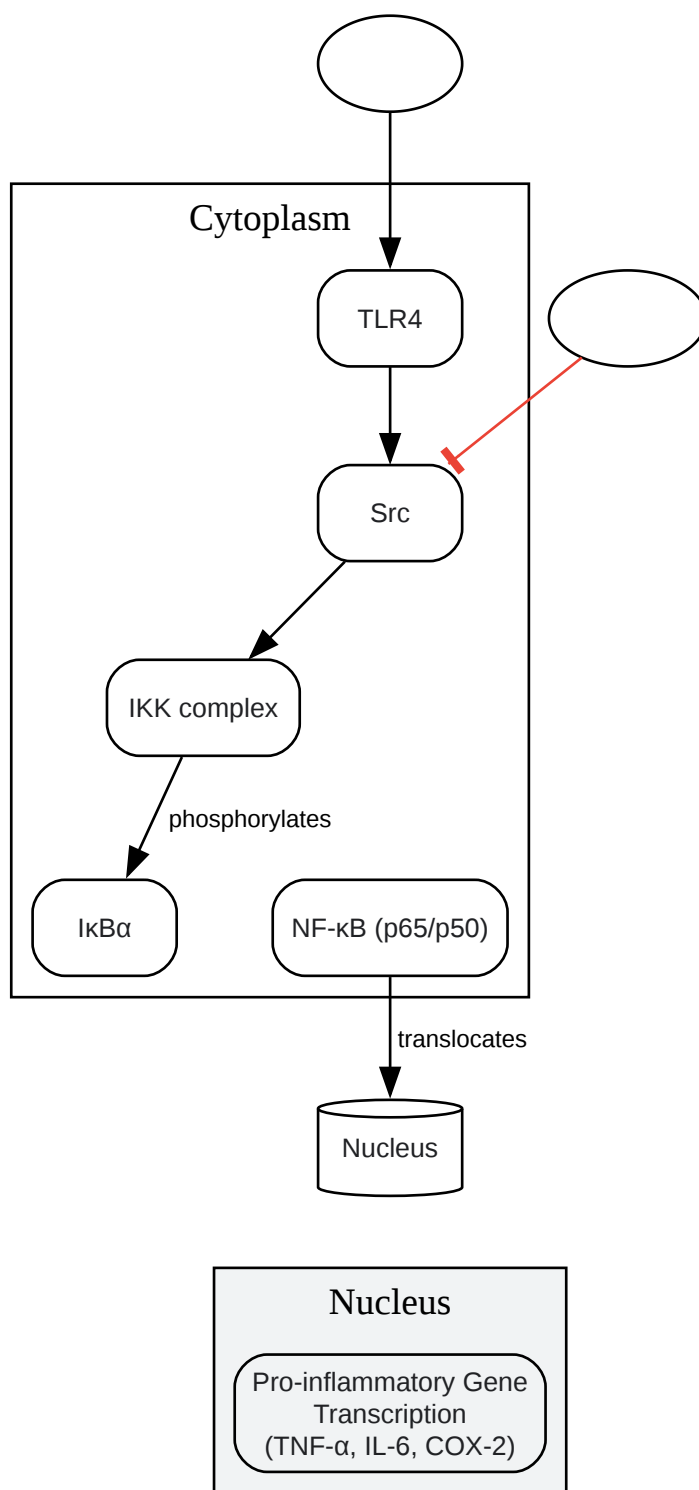 Cytoplasm
TLR4
Src
IKK complex
phosphorylates
IκBα
NF-κB (p65/p50)
translocates
Nucleus
Nucleus
Pro-inflammatory Gene
Transcription
(TNF-α, IL-6, COX-2)